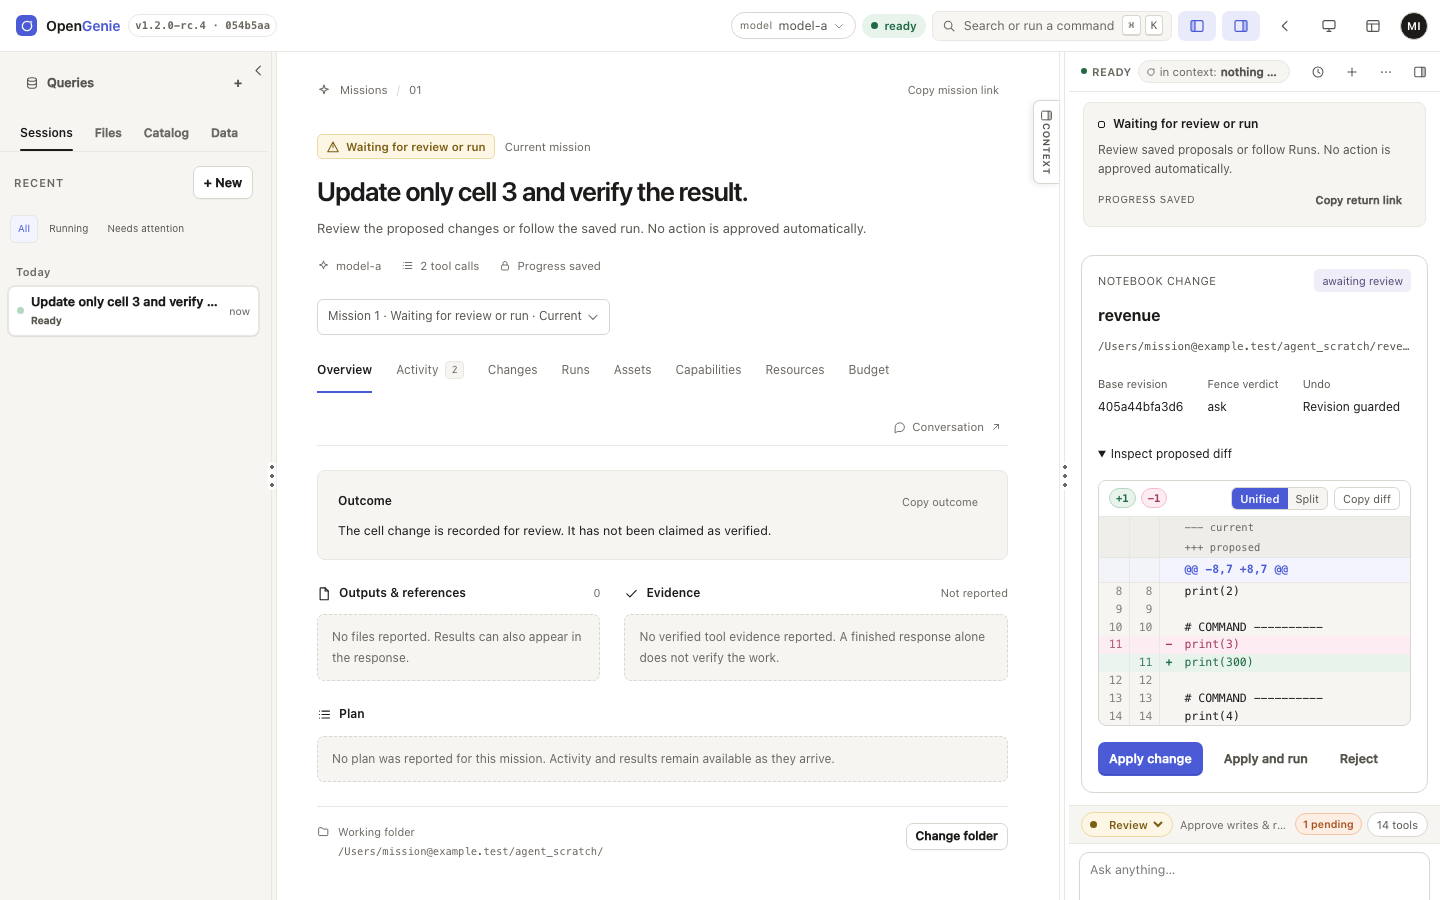 OpenGenie v1.2.0-rc.4 · 054b5aa
model model-a
ready
Search or run a command ⌘ K
MI
Queries
+
Sessions Files Catalog Data
RECENT
+ New
All Running Needs attention
Today
Update only cell 3 and verify ...
now
Ready
Missions / 01
Copy mission link
Waiting for review or run
Current mission
Update only cell 3 and verify the result.
Review the proposed changes or follow the saved run. No action is approved automatically.
model-a 2 tool calls Progress saved
Mission 1 · Waiting for review or run · Current
Overview Activity 2 Changes Runs Assets Capabilities Resources Budget
Conversation
Outcome
Copy outcome
The cell change is recorded for review. It has not been claimed as verified.
Outputs & references 0
No files reported. Results can also appear in
the response.
Evidence Not reported
No verified tool evidence reported. A finished response alone
does not verify the work.
Plan
No plan was reported for this mission. Activity and results remain available as they arrive.
Working folder
/Users/mission@example.test/agent_scratch/
Change folder
CONTEXT
READY
in context: nothing ...
Waiting for review or run
Review saved proposals or follow Runs. No action is
approved automatically.
PROGRESS SAVED
Copy return link
NOTEBOOK CHANGE
awaiting review
revenue
/Users/mission@example.test/agent_scratch/reve…
Base revision Fence verdict Undo
405a44bfa3d6 ask Revision guarded
▼ Inspect proposed diff
+1 −1
Unified Split Copy diff
--- current
+++ proposed
@@ -8,7 +8,7 @@
8 8 print(2)
9 9
10 10 # COMMAND ----------
11 − print(3)
11 + print(300)
12 12
13 13 # COMMAND ----------
14 14 print(4)
Apply change Apply and run Reject
Review
Approve writes & r...
1 pending
14 tools
Ask anything...